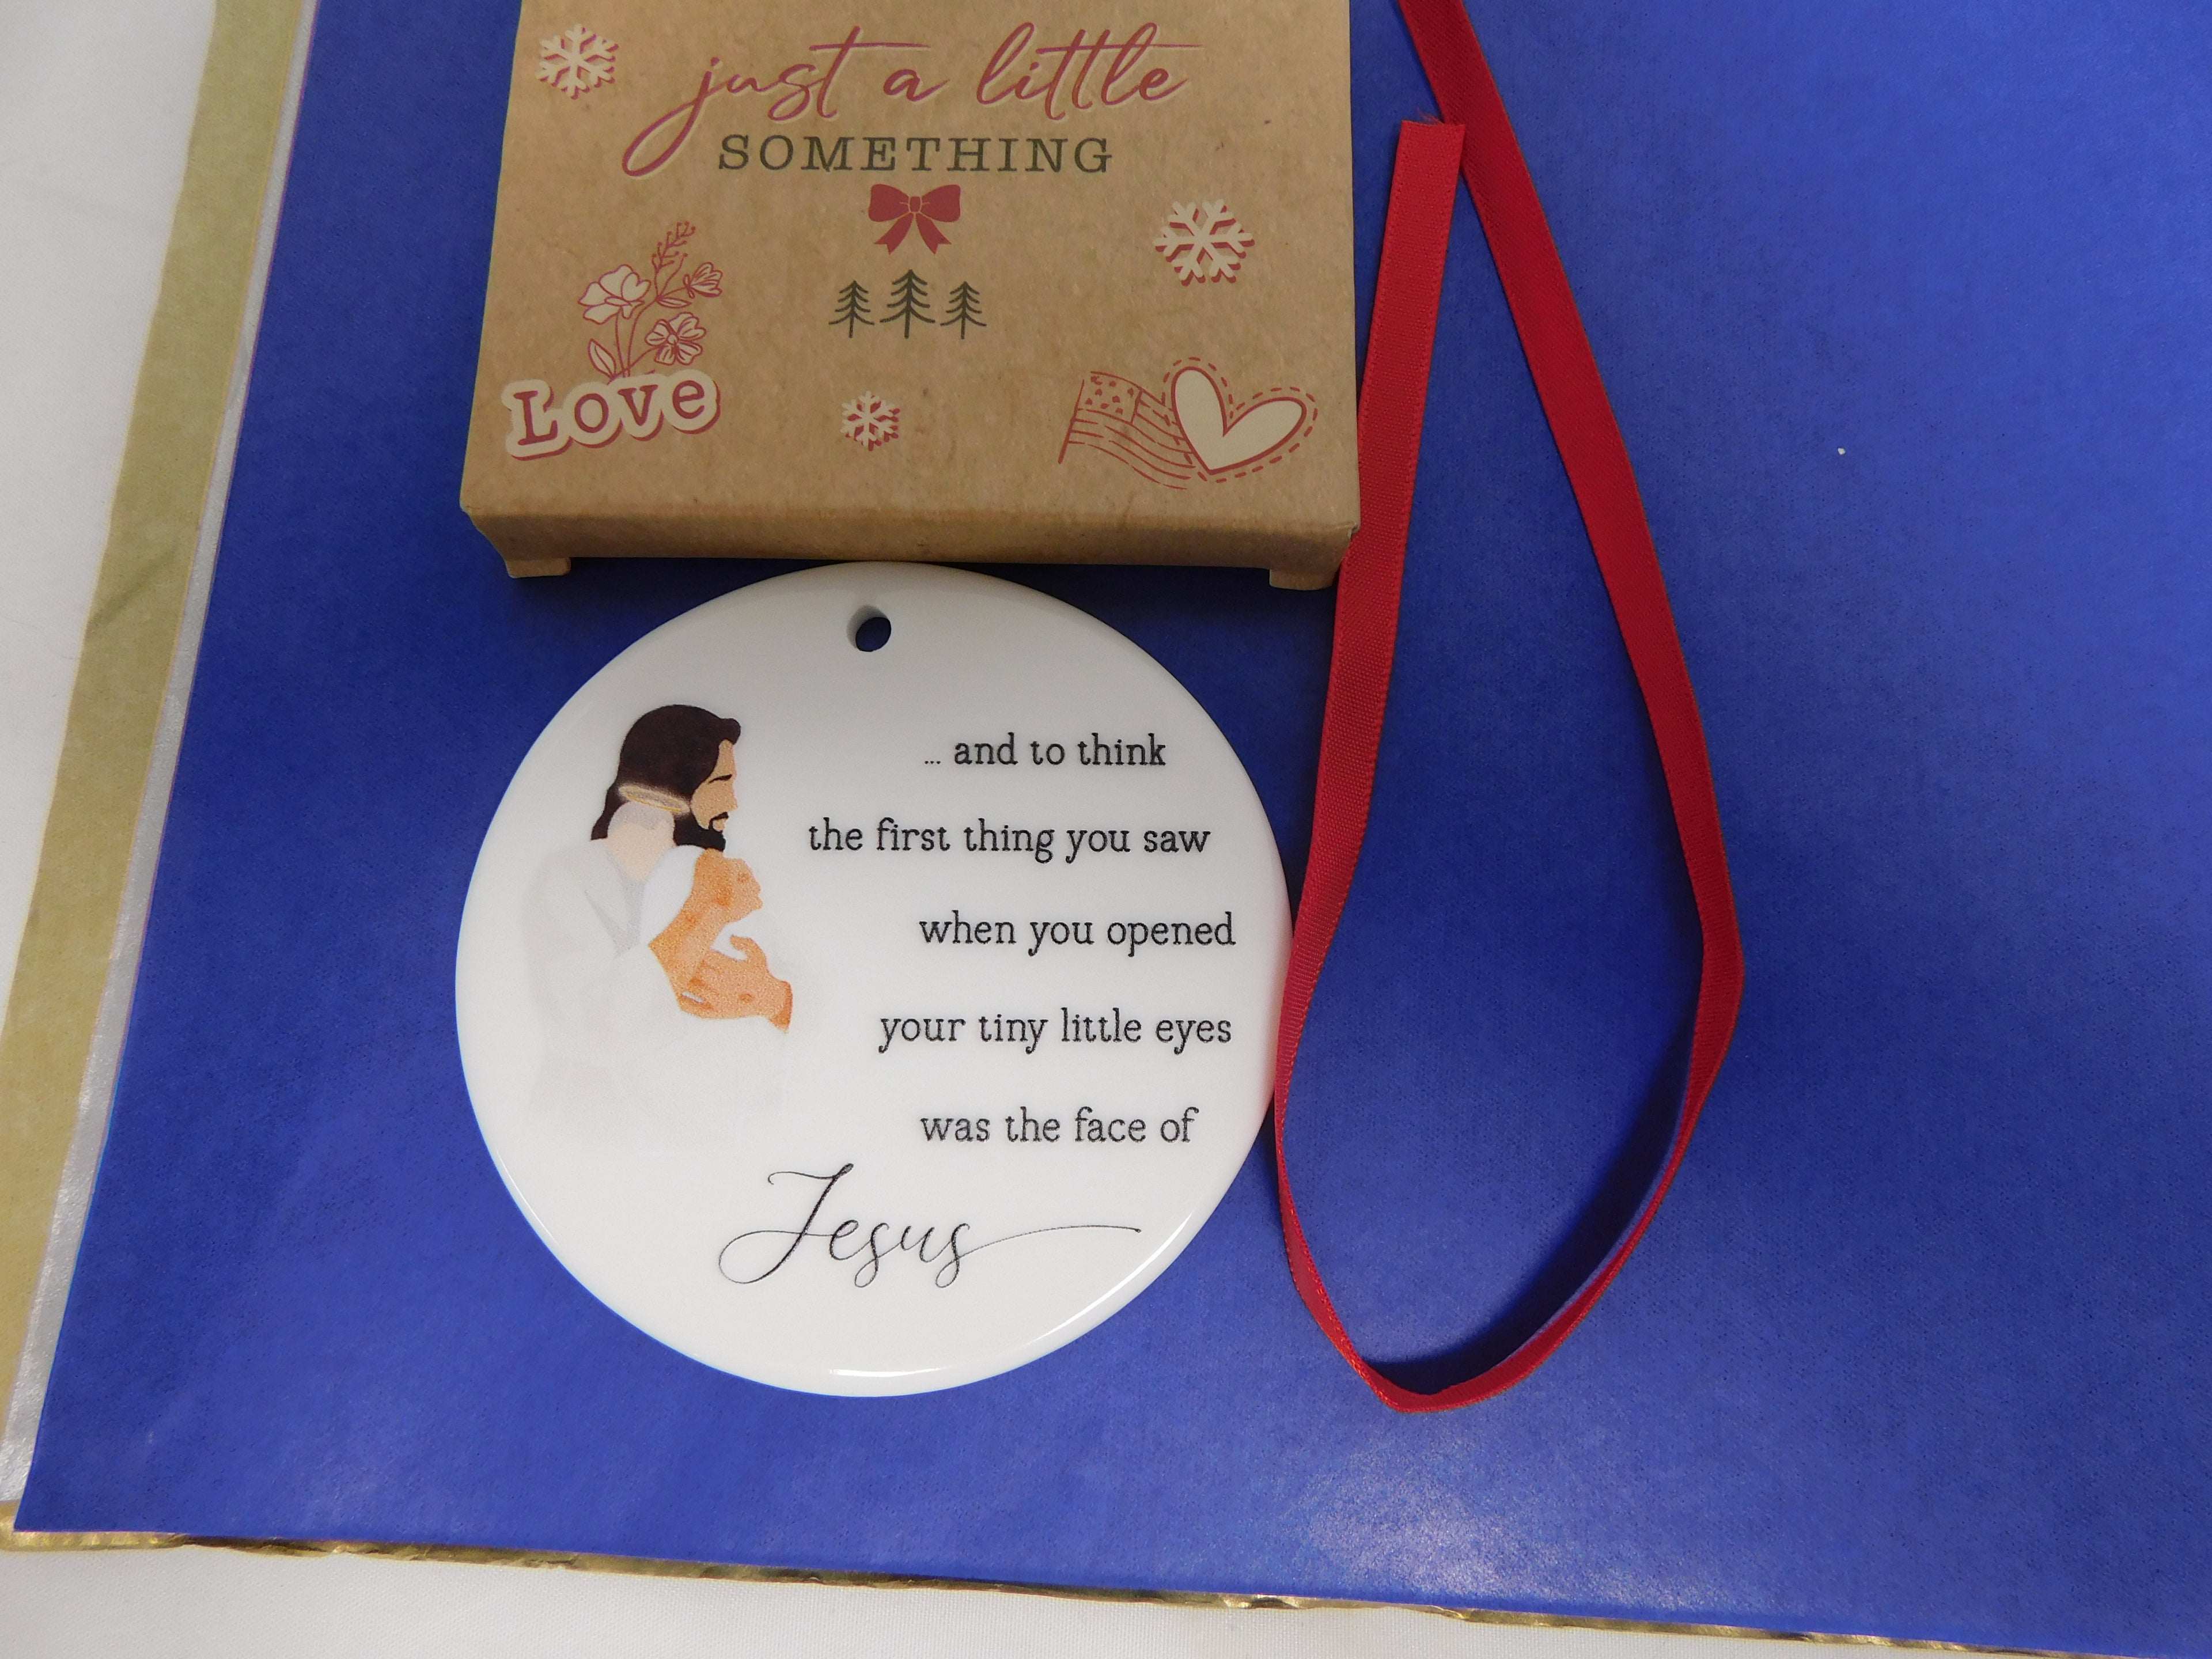 just a little
SOMETHING
Love
... and to think
the first thing you saw
when you opened
your tiny little eyes
was the face of
Jesus